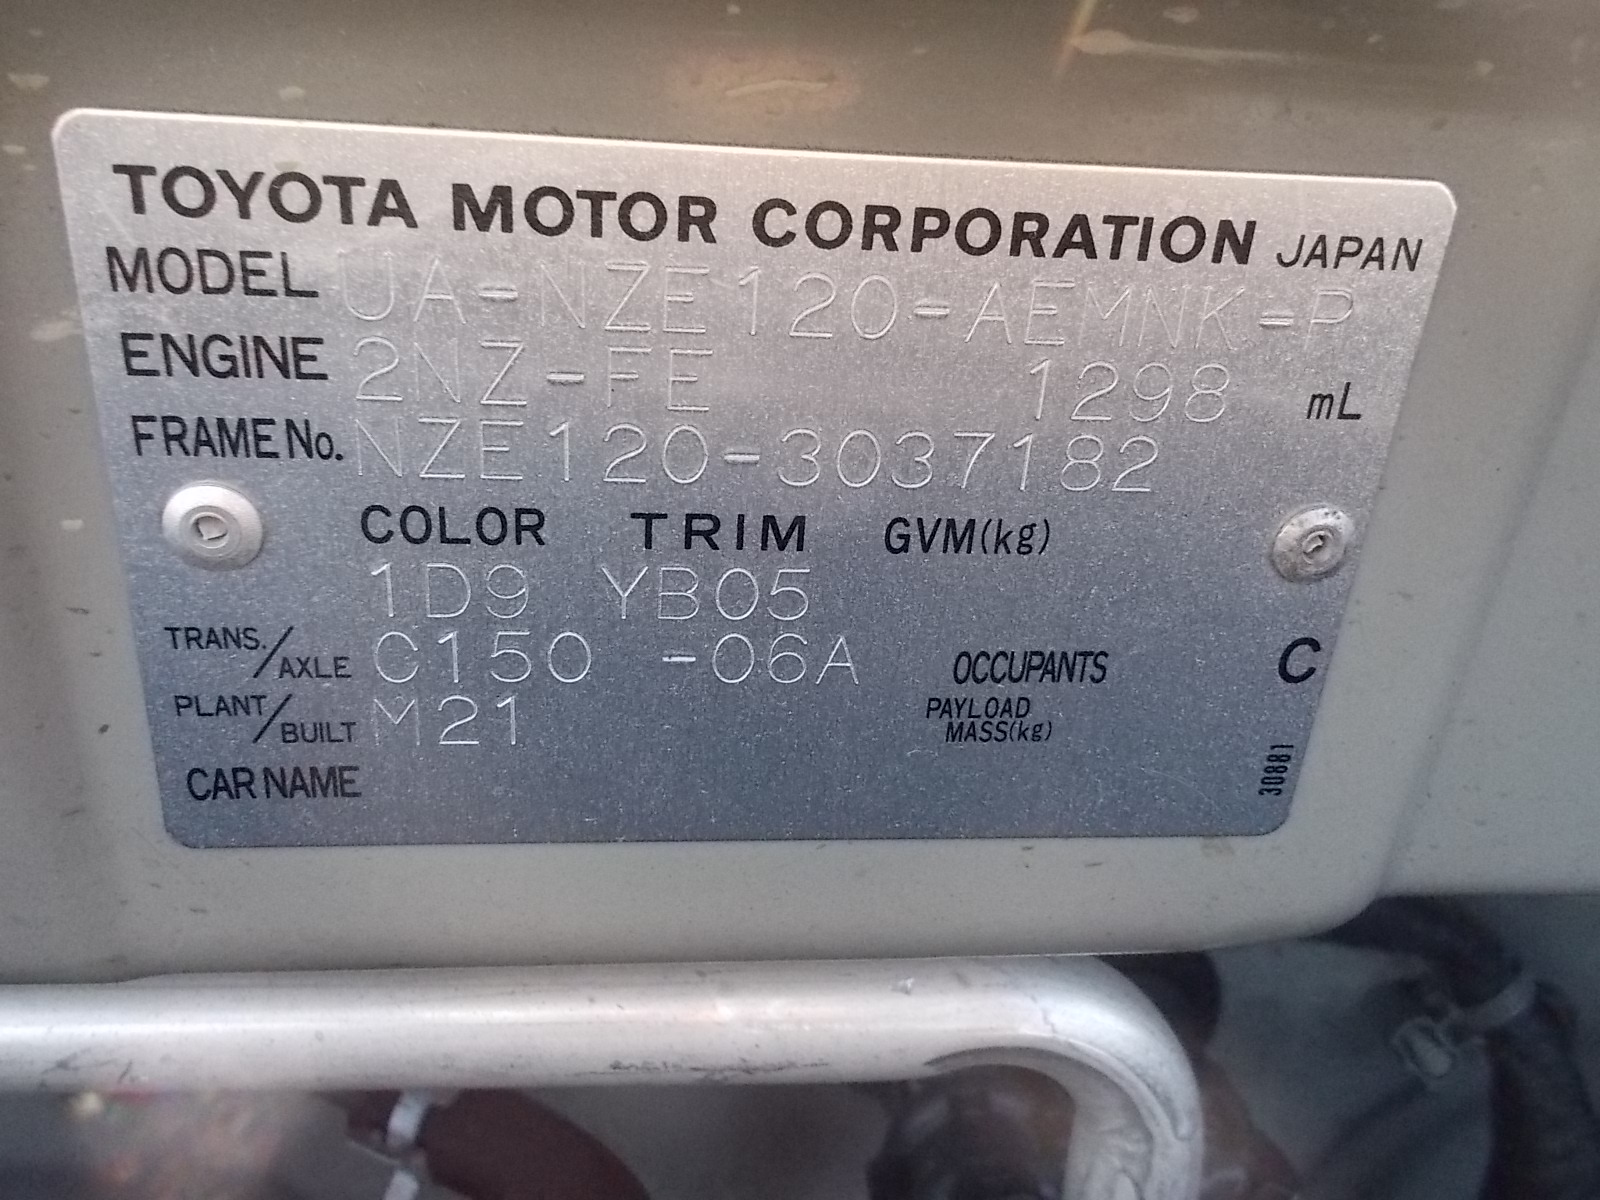 TOYOTA MOTOR CORPORATION JAPAN
MODEL UA-NZE120-AEMNK-P
ENGINE 2NZ-FE 1298 mL
FRAME No. NZE120-3037182
COLOR TRIM GVM(kg)
1D9 YB05
TRANS./AXLE C150 -06A OCCUPANTS C
PLANT/BUILT M21 PAYLOAD MASS(kg)
CAR NAME
30881